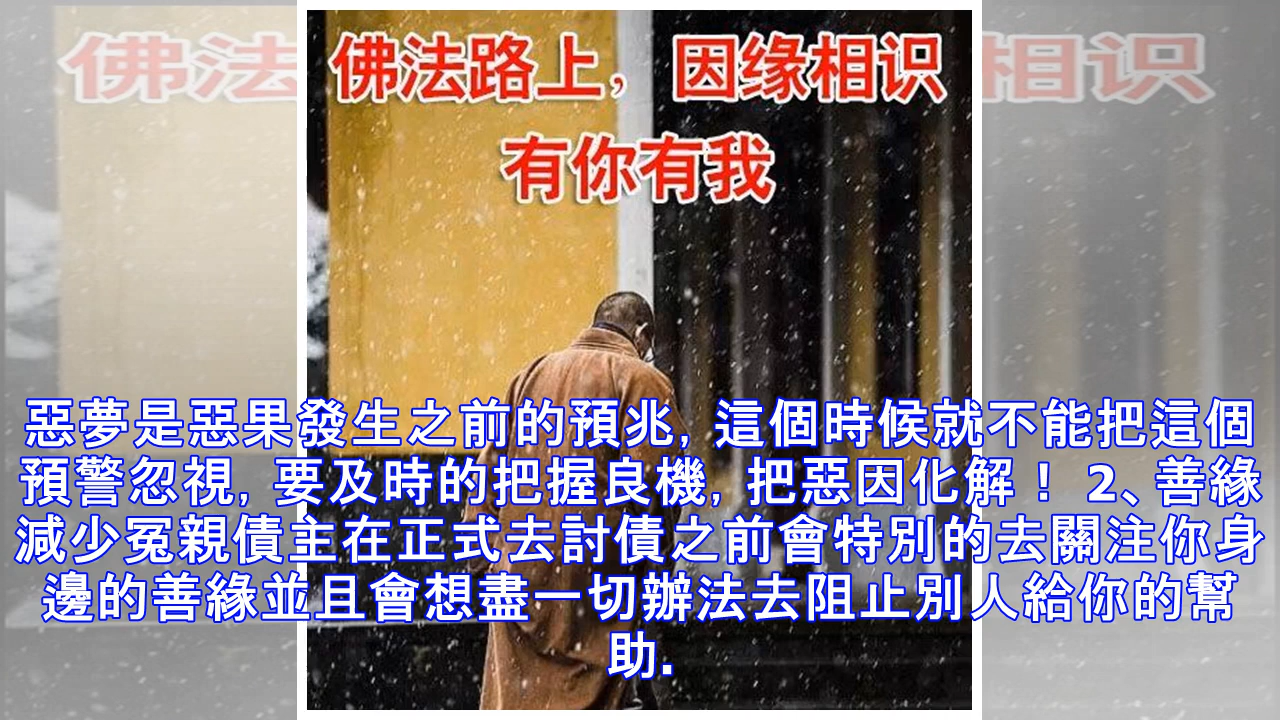 佛法路上，因缘相识
有你有我
佛法
相识
惡夢是惡果發生之前的預兆, 這個時候就不能把這個
預警忽視, 要及時的把握良機, 把惡因化解！ 2、善緣
減少冤親債主在正式去討債之前會特別的去關注你身
邊的善緣並且會想盡一切辦法去阻止別人給你的幫
助.